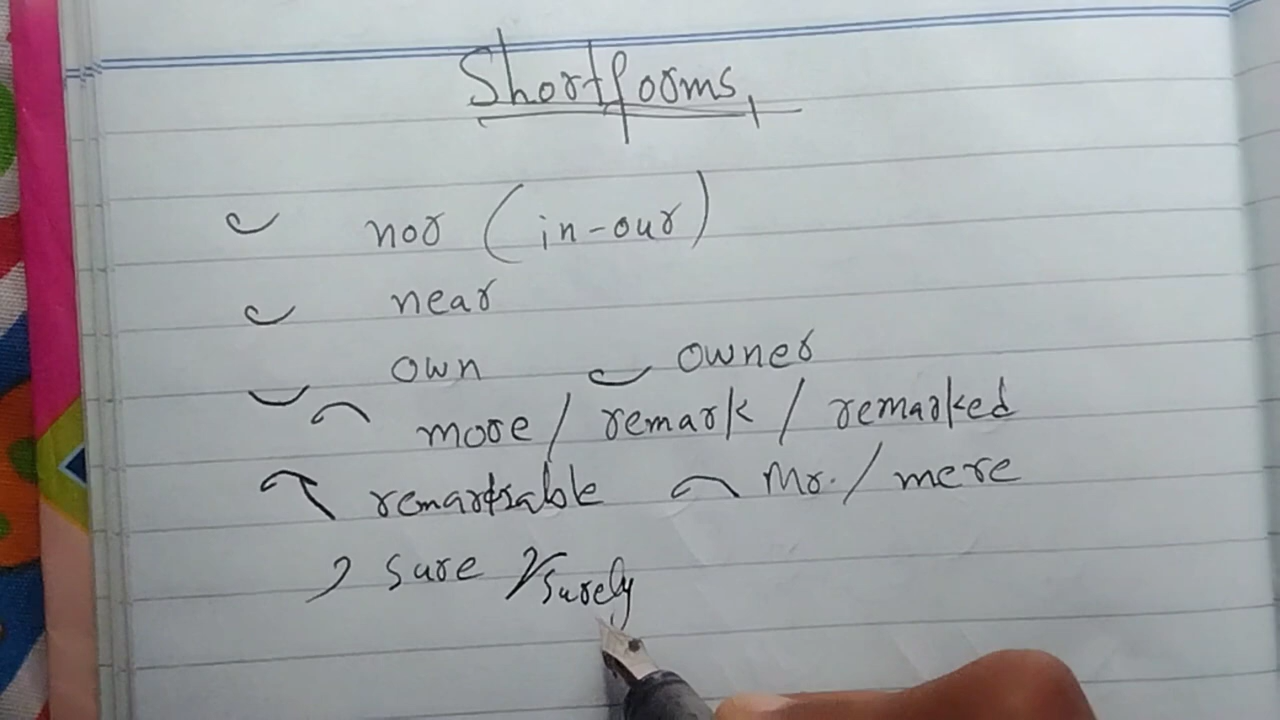 Shortforms
nor (in-our)
near
own owner
more / remark / remarked
remarkable Mr. / mere
sure surely